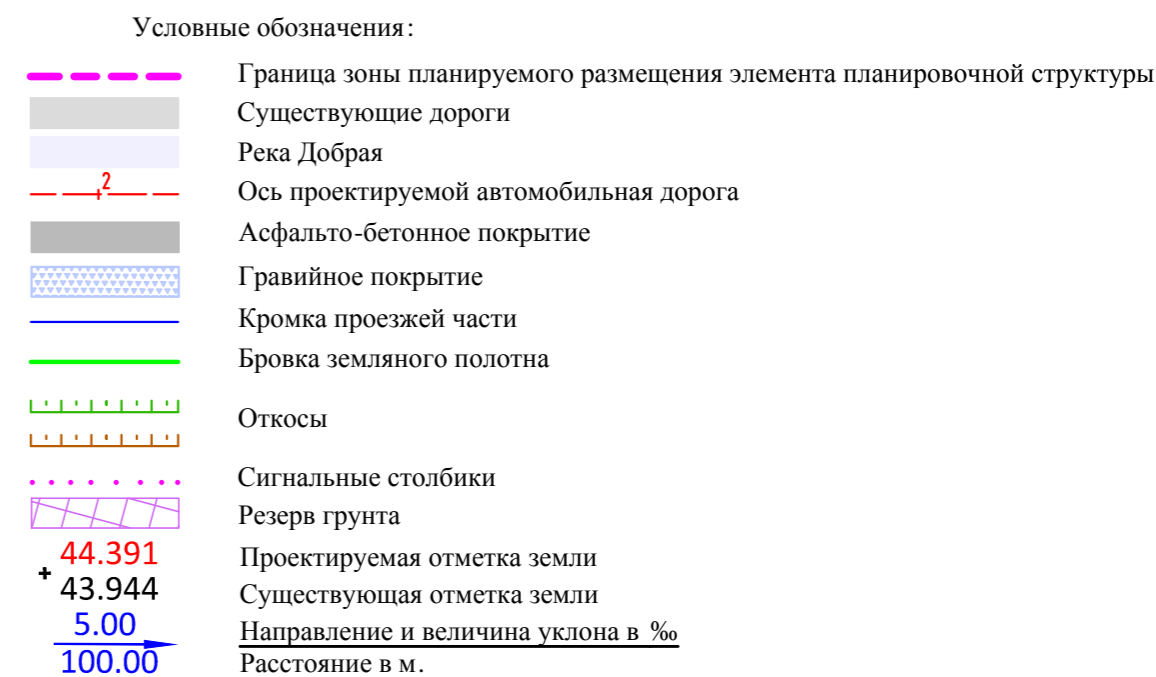 Условные обозначения:
Граница зоны планируемого размещения элемента планировочной структуры
Существующие дороги
Река Добрая
2 Ось проектируемой автомобильная дорога
Асфальто-бетонное покрытие
Гравийное покрытие
Кромка проезжей части
Бровка земляного полотна
Откосы
Сигнальные столбики
Резерв грунта
44.391 Проектируемая отметка земли
+ 43.944 Существующая отметка земли
5.00 Направление и величина уклона в ‰
100.00 Расстояние в м.